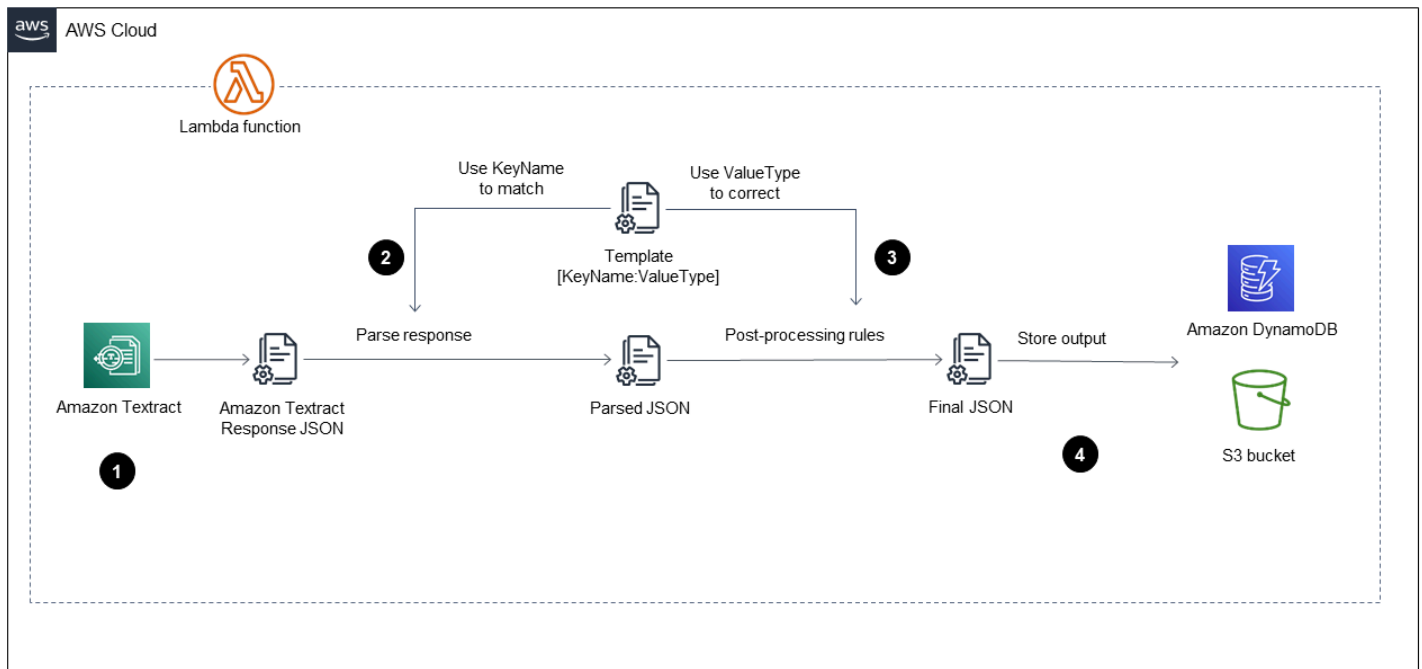 aws
AWS Cloud
Lambda function
Use KeyName
to match
Use ValueType
to correct
2
Template
[KeyName:ValueType]
3
Amazon DynamoDB
Parse response
Post-processing rules
Store output
Amazon Textract
Amazon Textract
Response JSON
Parsed JSON
Final JSON
1
4
S3 bucket